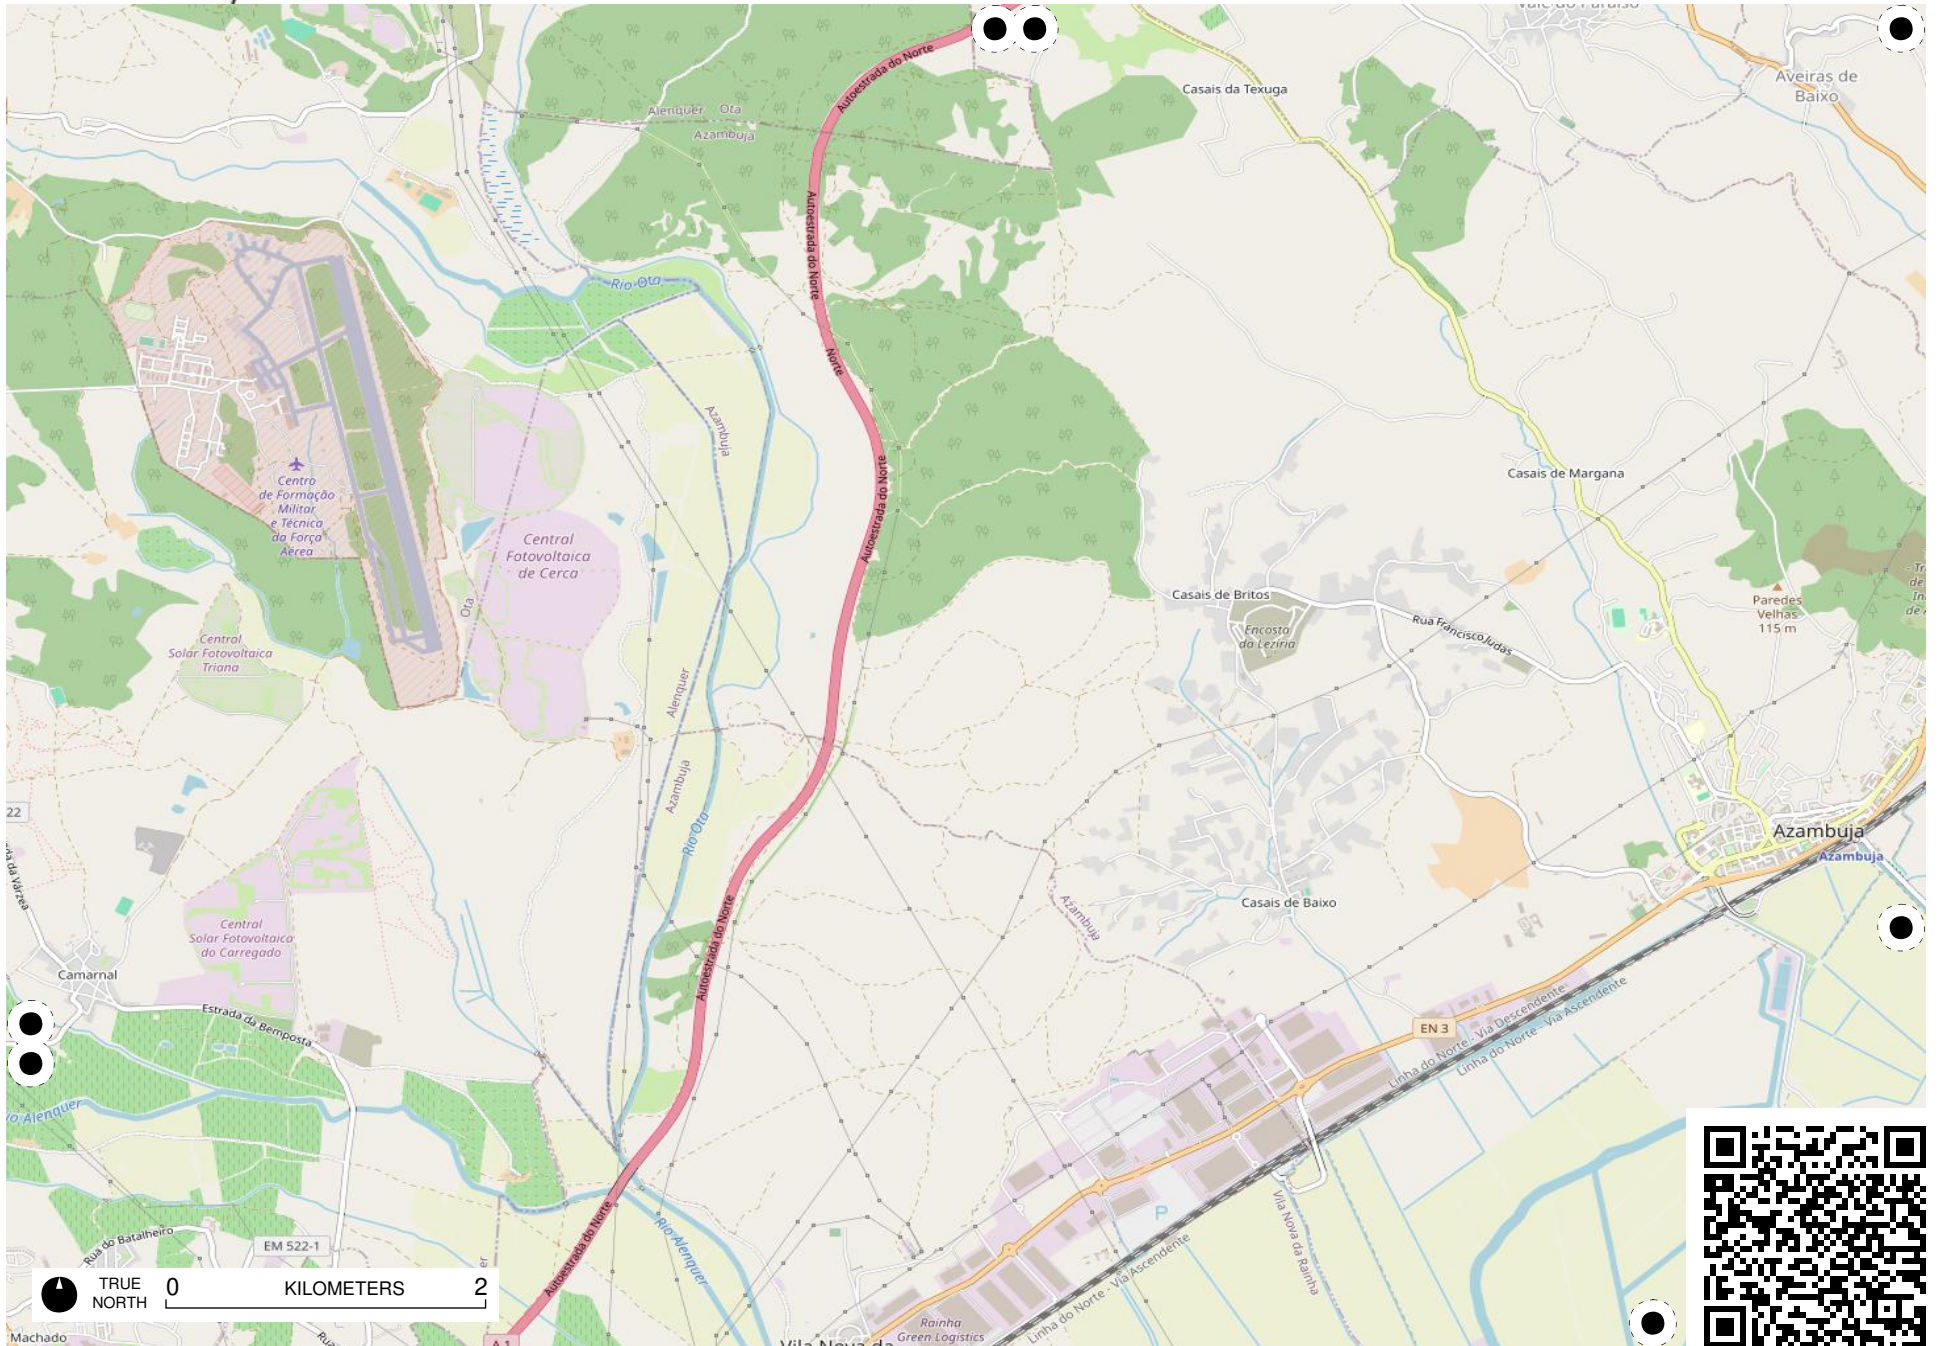 Autoestrada do Norte
Casais da Texuga
Aveiras de
Baixo
Alenquer Ota
Azambuja
Autoestrada do Norte
Rio Ota
Norte
Azambuja
Casais de Margana
Centro
de Formação
Militar
e Técnica
da Força
Aérea
Autoestrada do Norte
Central
Fotovoltaica
de Cerca
Ota
Casais de Britos
Paredes
Velhas
115 m
Encosta
da Lezíria
Rua Francisco Judas
Central
Solar Fotovoltaica
Triana
Alenquer
Azambuja
Rio Ota
22
Azambuja
Azambuja
da Várzea
Casais de Baixo
Azambuja
Central
Solar Fotovoltaica
do Carregado
Autoestrada do Norte
Camarnal
Estrada da Bemposta
EN 3
Linha do Norte - Via Descendente
Linha do Norte - Via Ascendente
Alenquer
Rua do Batalheiro
EM 522-1
Rio Alenquer
Autoestrada do Norte
P
Vila Nova da Rainha
Linha do Norte - Via Ascendente
TRUE
NORTH
0 KILOMETERS 2
Machado
Rua
A 1
Rainha
Green Logistics
Vila Nova da